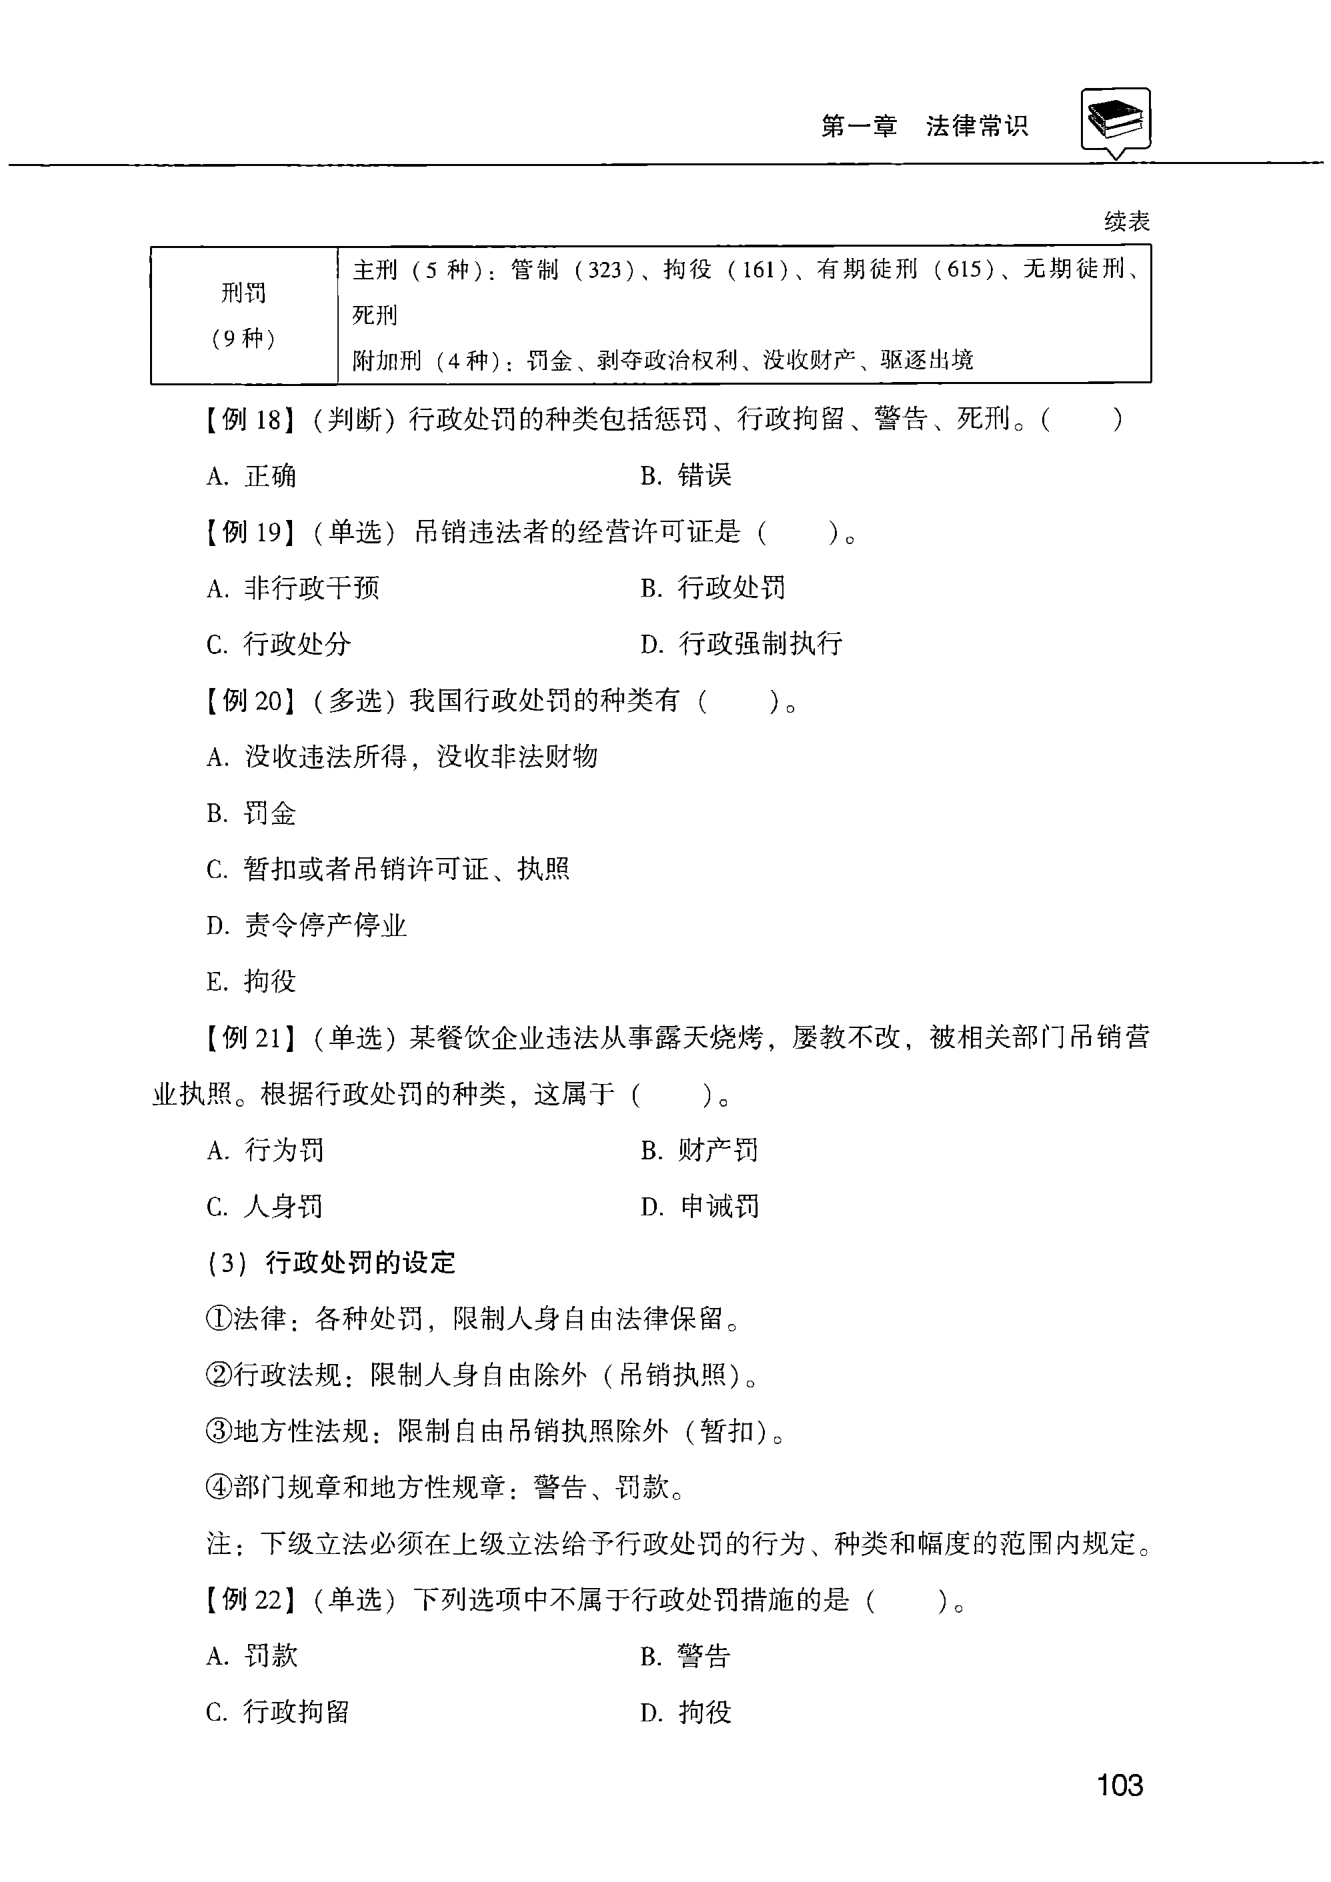 第一章 法律常识
续表
刑罚
（9 种）
主刑（5 种）：管制（323）、拘役（161）、有期徒刑（615）、无期徒刑、
死刑
附加刑（4 种）：罚金、剥夺政治权利、没收财产、驱逐出境
【例 18】（判断）行政处罚的种类包括惩罚、行政拘留、警告、死刑。（　　）
A. 正确 B. 错误
【例 19】（单选）吊销违法者的经营许可证是（　　）。
A. 非行政干预 B. 行政处罚
C. 行政处分 D. 行政强制执行
【例 20】（多选）我国行政处罚的种类有（　　）。
A. 没收违法所得，没收非法财物
B. 罚金
C. 暂扣或者吊销许可证、执照
D. 责令停产停业
E. 拘役
【例 21】（单选）某餐饮企业违法从事露天烧烤，屡教不改，被相关部门吊销营
业执照。根据行政处罚的种类，这属于（　　）。
A. 行为罚 B. 财产罚
C. 人身罚 D. 申诫罚
（3）行政处罚的设定
①法律：各种处罚，限制人身自由法律保留。
②行政法规：限制人身自由除外（吊销执照）。
③地方性法规：限制自由吊销执照除外（暂扣）。
④部门规章和地方性规章：警告、罚款。
注：下级立法必须在上级立法给予行政处罚的行为、种类和幅度的范围内规定。
【例 22】（单选）下列选项中不属于行政处罚措施的是（　　）。
A. 罚款 B. 警告
C. 行政拘留 D. 拘役
103